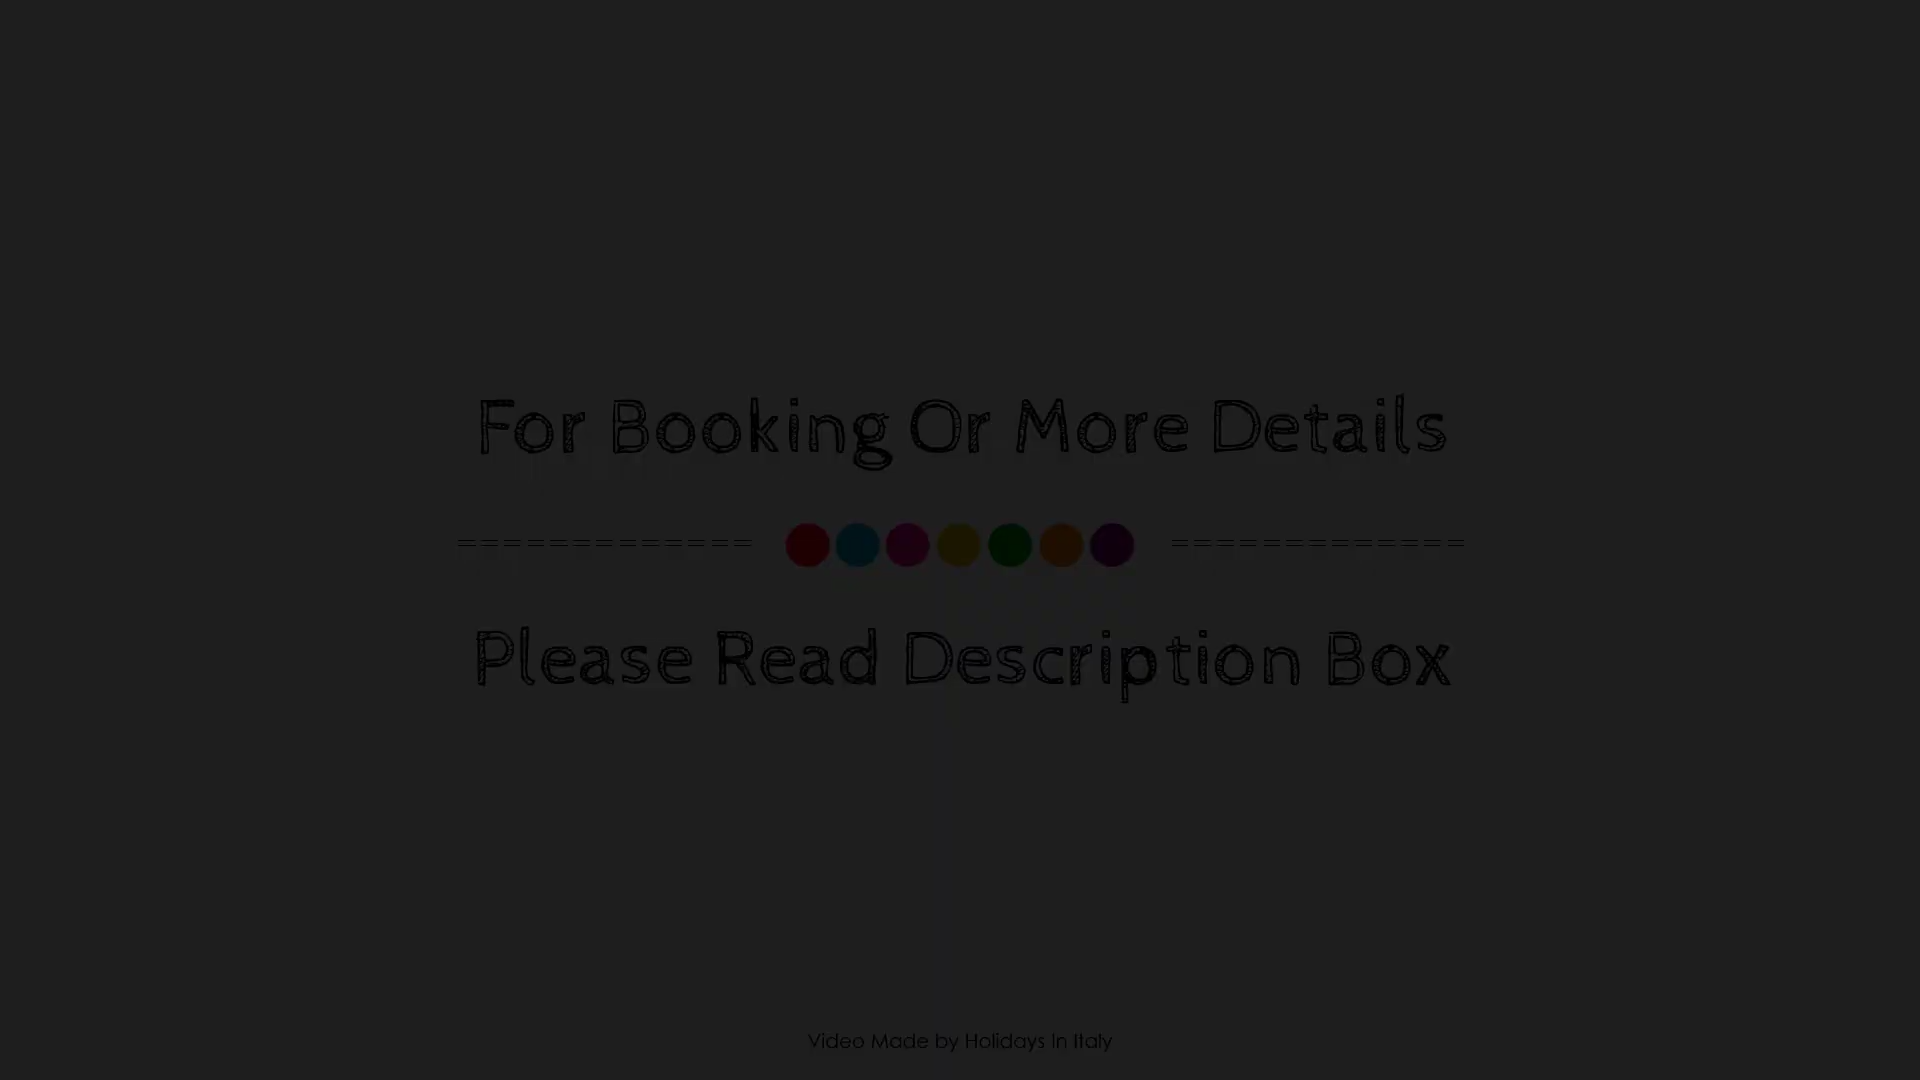 For Booking Or More Details
============= =============
Please Read Description Box
Video Made by Holidays In Italy